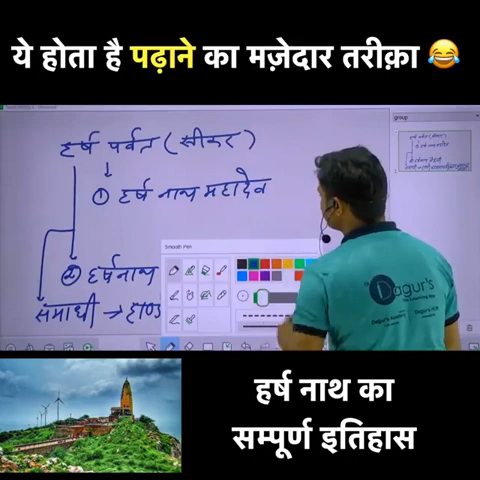 ये होता है पढ़ाने का मज़ेदार तरीक़ा 😂
group
हर्ष पर्वत (सीकर)
① हर्ष नाथ महादेव
Smooth Pen
② हर्षनाथ
समाधी →
Dagur's
हर्ष नाथ का
सम्पूर्ण इतिहास